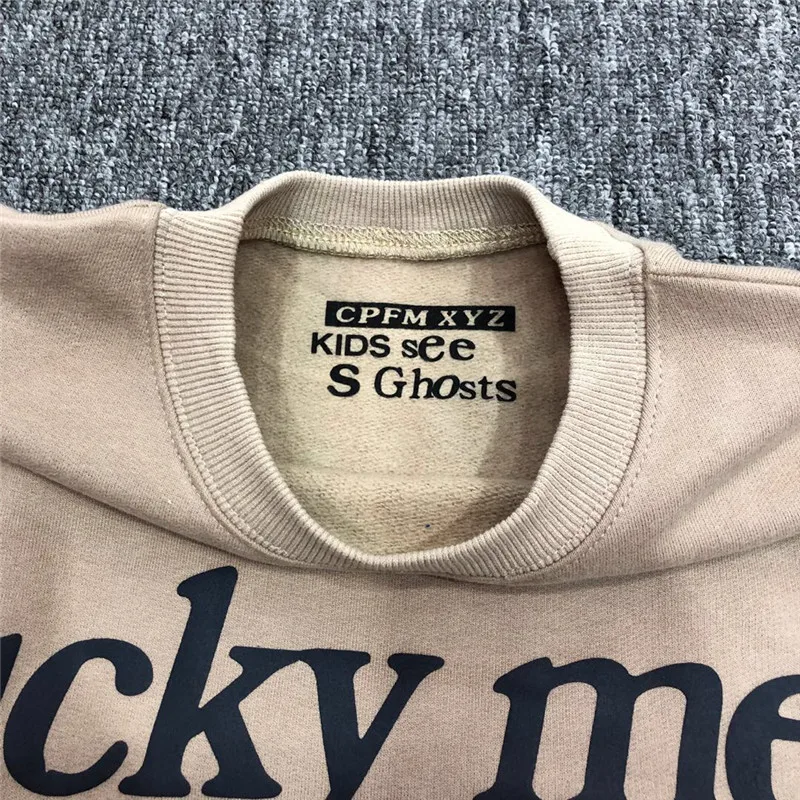 CPFM XYZ
KIDS see
S Ghosts
ucky me